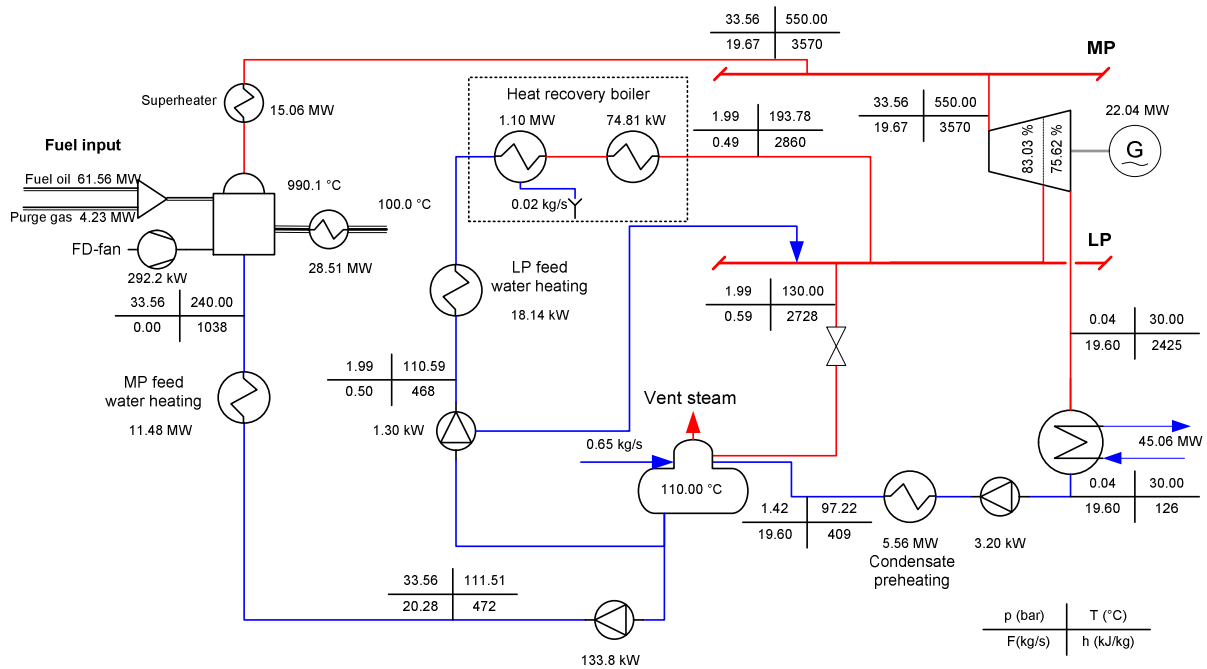 33.56 550.00
19.67 3570
MP
Superheater
15.06 MW
Heat recovery boiler
1.10 MW 74.81 kW
0.02 kg/s
1.99 193.78
0.49 2860
33.56 550.00
19.67 3570
83.03 %
75.62 %
22.04 MW
G
Fuel input
Fuel oil 61.56 MW
Purge gas 4.23 MW
FD-fan
292.2 kW
990.1 °C
100.0 °C
28.51 MW
33.56 240.00
0.00 1038
LP feed
water heating
18.14 kW
LP
1.99 130.00
0.59 2728
0.04 30.00
19.60 2425
MP feed
water heating
11.48 MW
1.99 110.59
0.50 468
1.30 kW
Vent steam
0.65 kg/s
110.00 °C
45.06 MW
0.04 30.00
19.60 126
1.42 97.22
19.60 409
5.56 MW
Condensate
preheating
3.20 kW
33.56 111.51
20.28 472
133.8 kW
p (bar) T (°C)
F(kg/s) h (kJ/kg)